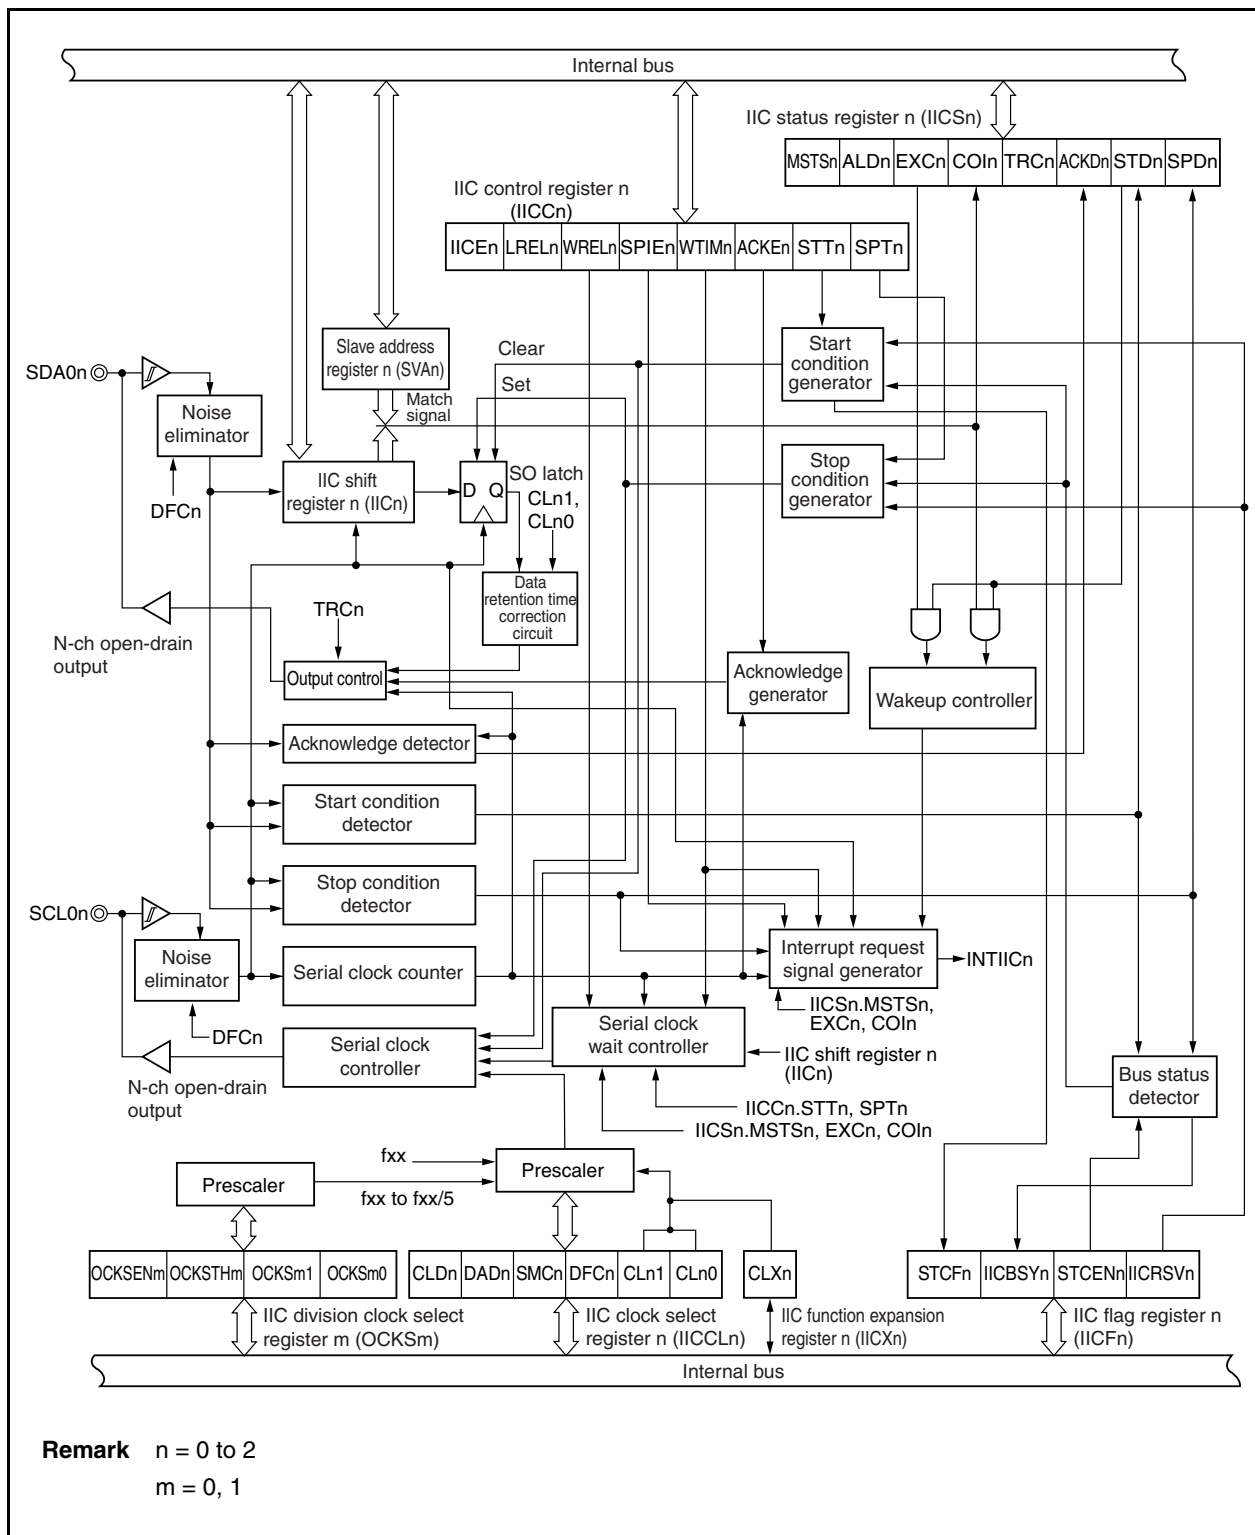 Internal bus
IIC status register n (IICSn)
MSTSn ALDn EXCn COIn TRCn ACKDn STDn SPDn
IIC control register n
(IICCn)
IICEn LRELn WRELn SPIEn WTIMn ACKEn STTn SPTn
Slave address
register n (SVAn)
Clear
Set
Match
signal
Start
condition
generator
SDA0n
Noise
eliminator
DFCn
IIC shift
register n (IICn)
D Q
SO latch
CLn1,
CLn0
Stop
condition
generator
Data
retention time
correction
circuit
TRCn
N-ch open-drain
output
Output control
Acknowledge
generator
Wakeup controller
Acknowledge detector
Start condition
detector
Stop condition
detector
SCL0n
Noise
eliminator
DFCn
Serial clock counter
Interrupt request
signal generator
INTIICn
IICSn.MSTSn,
EXCn, COIn
Serial clock
controller
N-ch open-drain
output
Serial clock
wait controller
IIC shift register n
(IICn)
IICCn.STTn, SPTn
IICSn.MSTSn, EXCn, COIn
Bus status
detector
Prescaler
fxx
fxx to fxx/5
Prescaler
OCKSENm OCKSTHm OCKSm1 OCKSm0
CLDn DADn SMCn DFCn CLn1 CLn0
CLXn
STCFn IICBSYn STCENn IICRSVn
IIC division clock select
register m (OCKSm)
IIC clock select
register n (IICCLn)
IIC function expansion
register n (IICXn)
IIC flag register n
(IICFn)
Internal bus
Remark n = 0 to 2
m = 0, 1